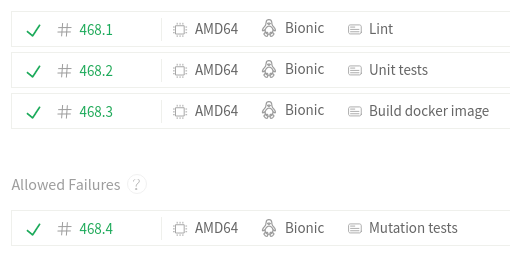 # 468.1 AMD64 Bionic Lint
# 468.2 AMD64 Bionic Unit tests
# 468.3 AMD64 Bionic Build docker image
Allowed Failures ?
# 468.4 AMD64 Bionic Mutation tests